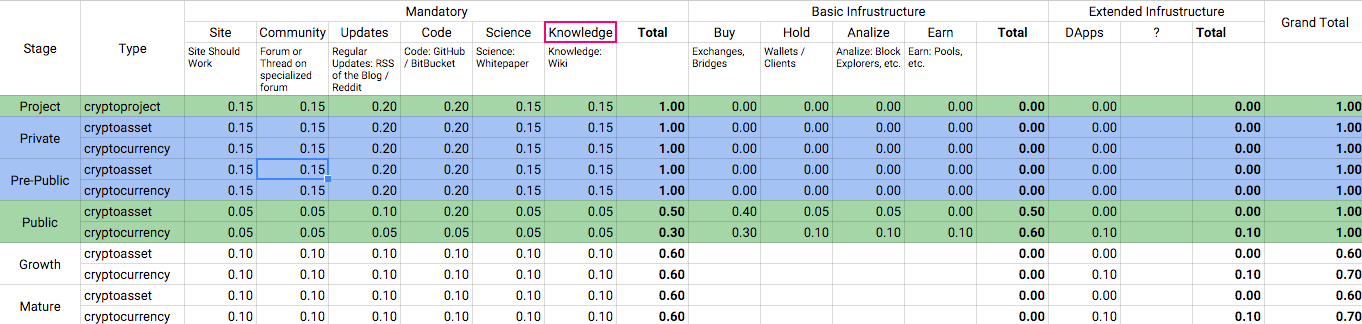 Stage Type Mandatory Basic Infrustructure Extended Infrustructure Grand Total
Site Community Updates Code Science Knowledge Total Buy Hold Analize Earn Total DApps ? Total
Site Should Work Forum or Thread on specialized forum Regular Updates: RSS of the Blog / Reddit Code: GitHub / BitBucket Science: Whitepaper Knowledge: Wiki Exchanges, Bridges Wallets / Clients Analize: Block Explorers, etc. Earn: Pools, etc.
Project cryptoproject 0.15 0.15 0.20 0.20 0.15 0.15 1.00 0.00 0.00 0.00 0.00 0.00 0.00 0.00 1.00
Private cryptoasset 0.15 0.15 0.20 0.20 0.15 0.15 1.00 0.00 0.00 0.00 0.00 0.00 0.00 0.00 1.00
cryptocurrency 0.15 0.15 0.20 0.20 0.15 0.15 1.00 0.00 0.00 0.00 0.00 0.00 0.00 0.00 1.00
Pre-Public cryptoasset 0.15 0.15 0.20 0.20 0.15 0.15 1.00 0.00 0.00 0.00 0.00 0.00 0.00 0.00 1.00
cryptocurrency 0.15 0.15 0.20 0.20 0.15 0.15 1.00 0.00 0.00 0.00 0.00 0.00 0.00 0.00 1.00
Public cryptoasset 0.05 0.05 0.10 0.20 0.05 0.05 0.50 0.40 0.05 0.05 0.00 0.50 0.00 0.00 1.00
cryptocurrency 0.05 0.05 0.05 0.05 0.05 0.05 0.30 0.30 0.10 0.10 0.10 0.60 0.10 0.10 1.00
Growth cryptoasset 0.10 0.10 0.10 0.10 0.10 0.10 0.60 0.00 0.00 0.00 0.60
cryptocurrency 0.10 0.10 0.10 0.10 0.10 0.10 0.60 0.00 0.10 0.10 0.70
Mature cryptoasset 0.10 0.10 0.10 0.10 0.10 0.10 0.60 0.00 0.00 0.00 0.60
cryptocurrency 0.10 0.10 0.10 0.10 0.10 0.10 0.60 0.00 0.10 0.10 0.70